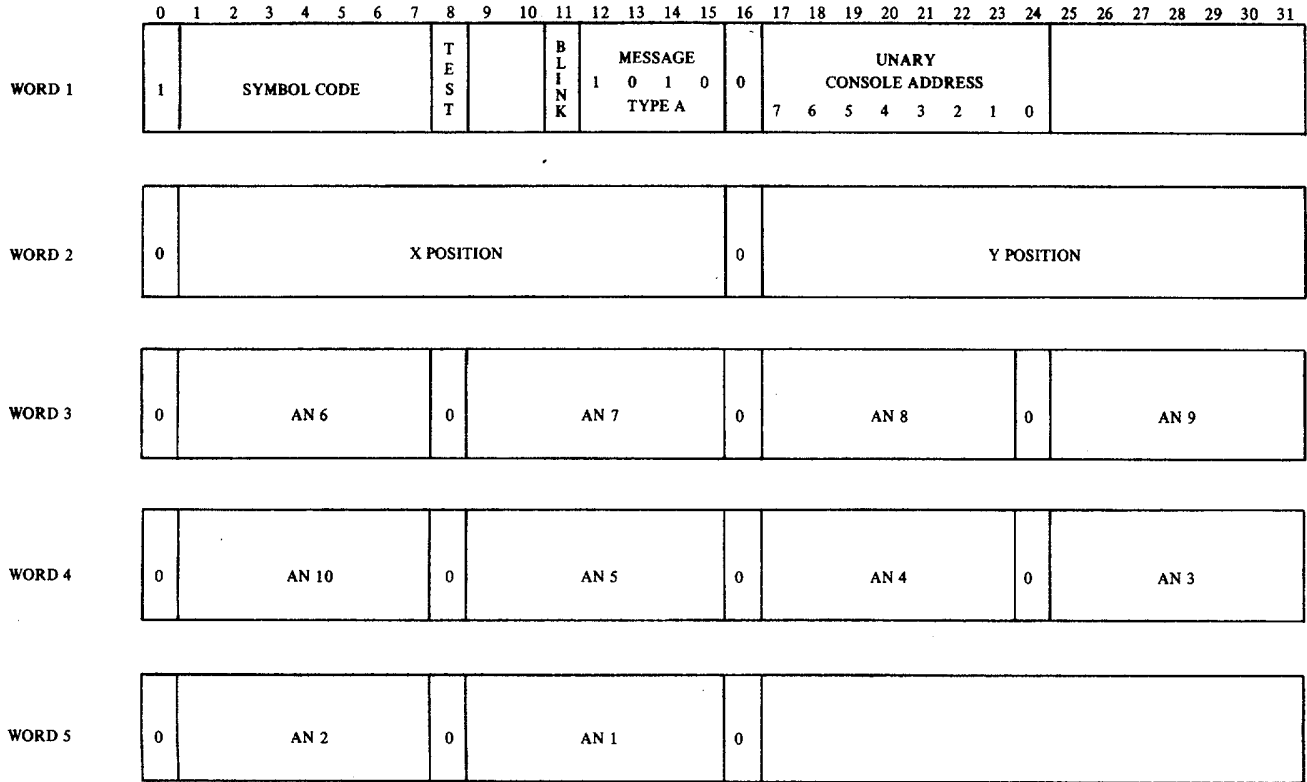 0 1 2 3 4 5 6 7 8 9 10 11 12 13 14 15 16 17 18 19 20 21 22 23 24 25 26 27 28 29 30 31
WORD 1 1 SYMBOL CODE TEST BLINK MESSAGE 1 0 1 0 TYPE A 0 UNARY CONSOLE ADDRESS 7 6 5 4 3 2 1 0
WORD 2 0 X POSITION 0 Y POSITION
WORD 3 0 AN 6 0 AN 7 0 AN 8 0 AN 9
WORD 4 0 AN 10 0 AN 5 0 AN 4 0 AN 3
WORD 5 0 AN 2 0 AN 1 0